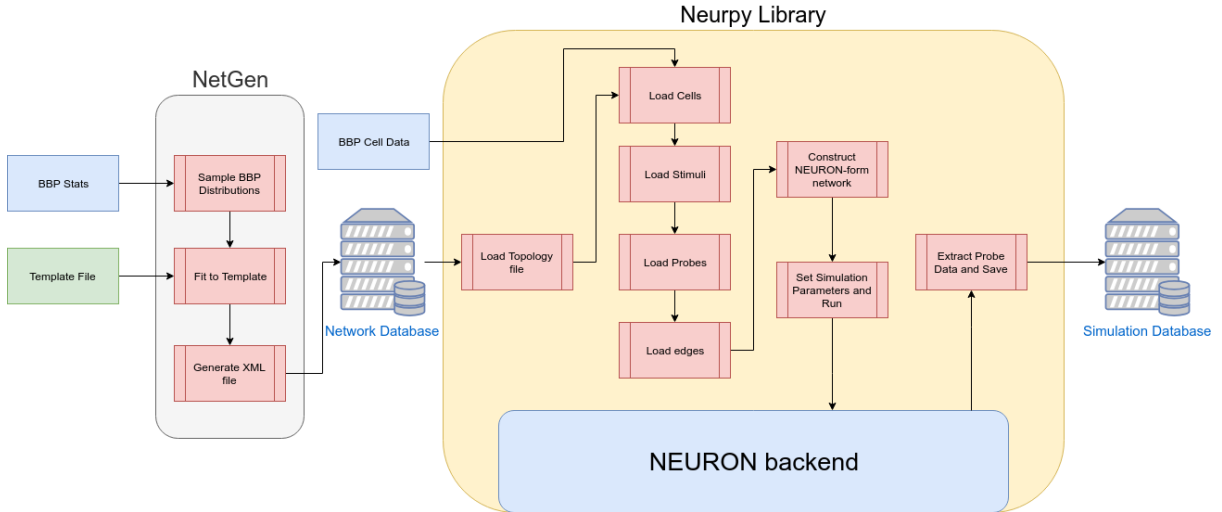 Neurpy Library
NetGen
BBP Stats
Template File
Sample BBP
Distributions
Fit to Template
Generate XML
file
Network Database
BBP Cell Data
Load Topology
file
Load Cells
Load Stimuli
Load Probes
Load edges
Construct
NEURON-form
network
Set Simulation
Parameters and
Run
NEURON backend
Extract Probe
Data and Save
Simulation Database